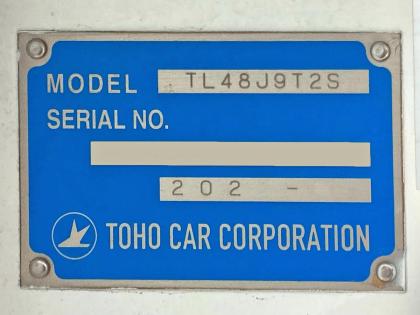 MODEL TL48J9T2S
SERIAL NO.
202 -
TOHO CAR CORPORATION